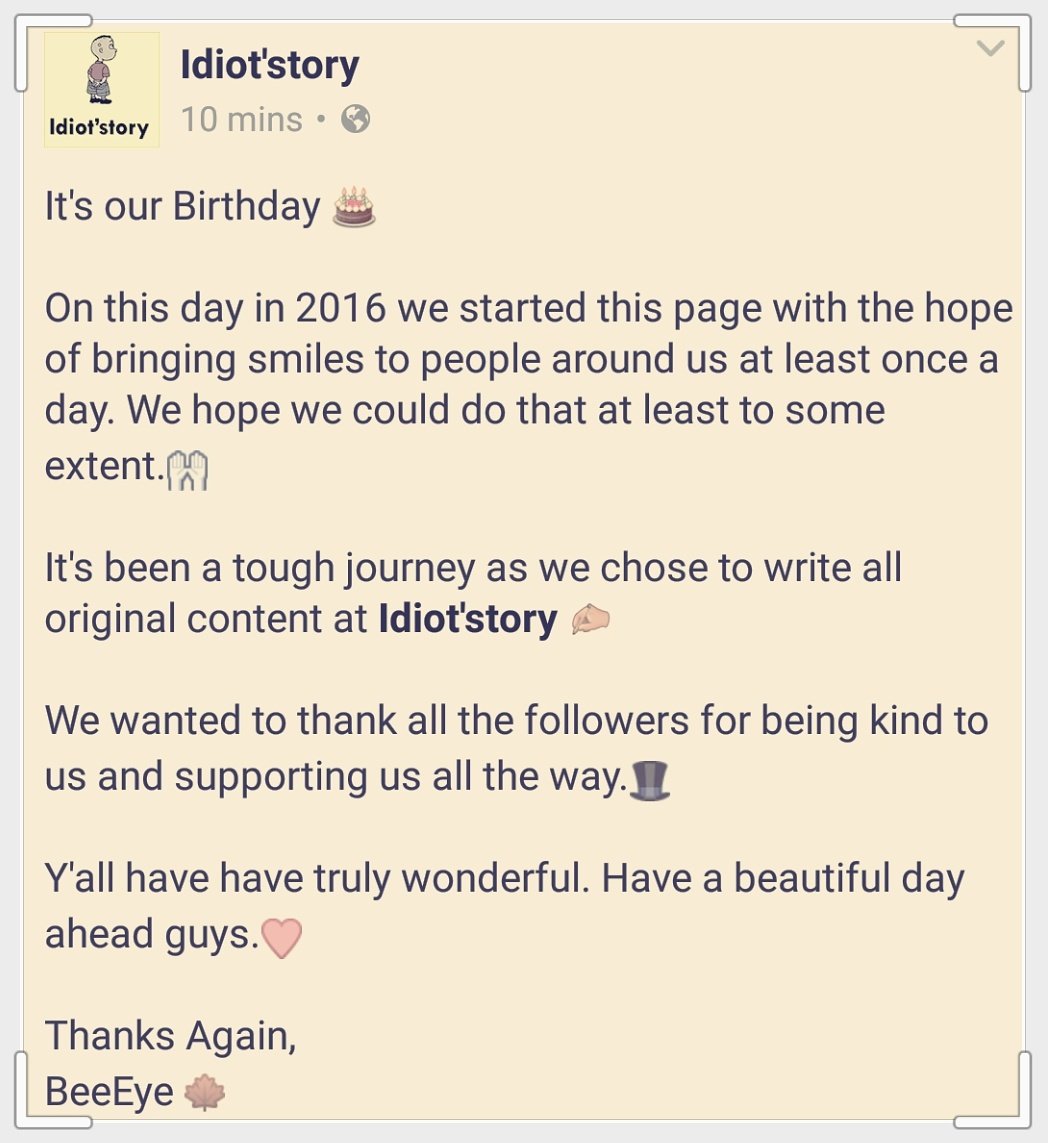 Idiot'story
Idiot'story
10 mins •
It's our Birthday 🎂
On this day in 2016 we started this page with the hope
of bringing smiles to people around us at least once a
day. We hope we could do that at least to some
extent.🙌
It's been a tough journey as we chose to write all
original content at Idiot'story ✍
We wanted to thank all the followers for being kind to
us and supporting us all the way.🎩
Y'all have have truly wonderful. Have a beautiful day
ahead guys.❤
Thanks Again,
BeeEye 🍁